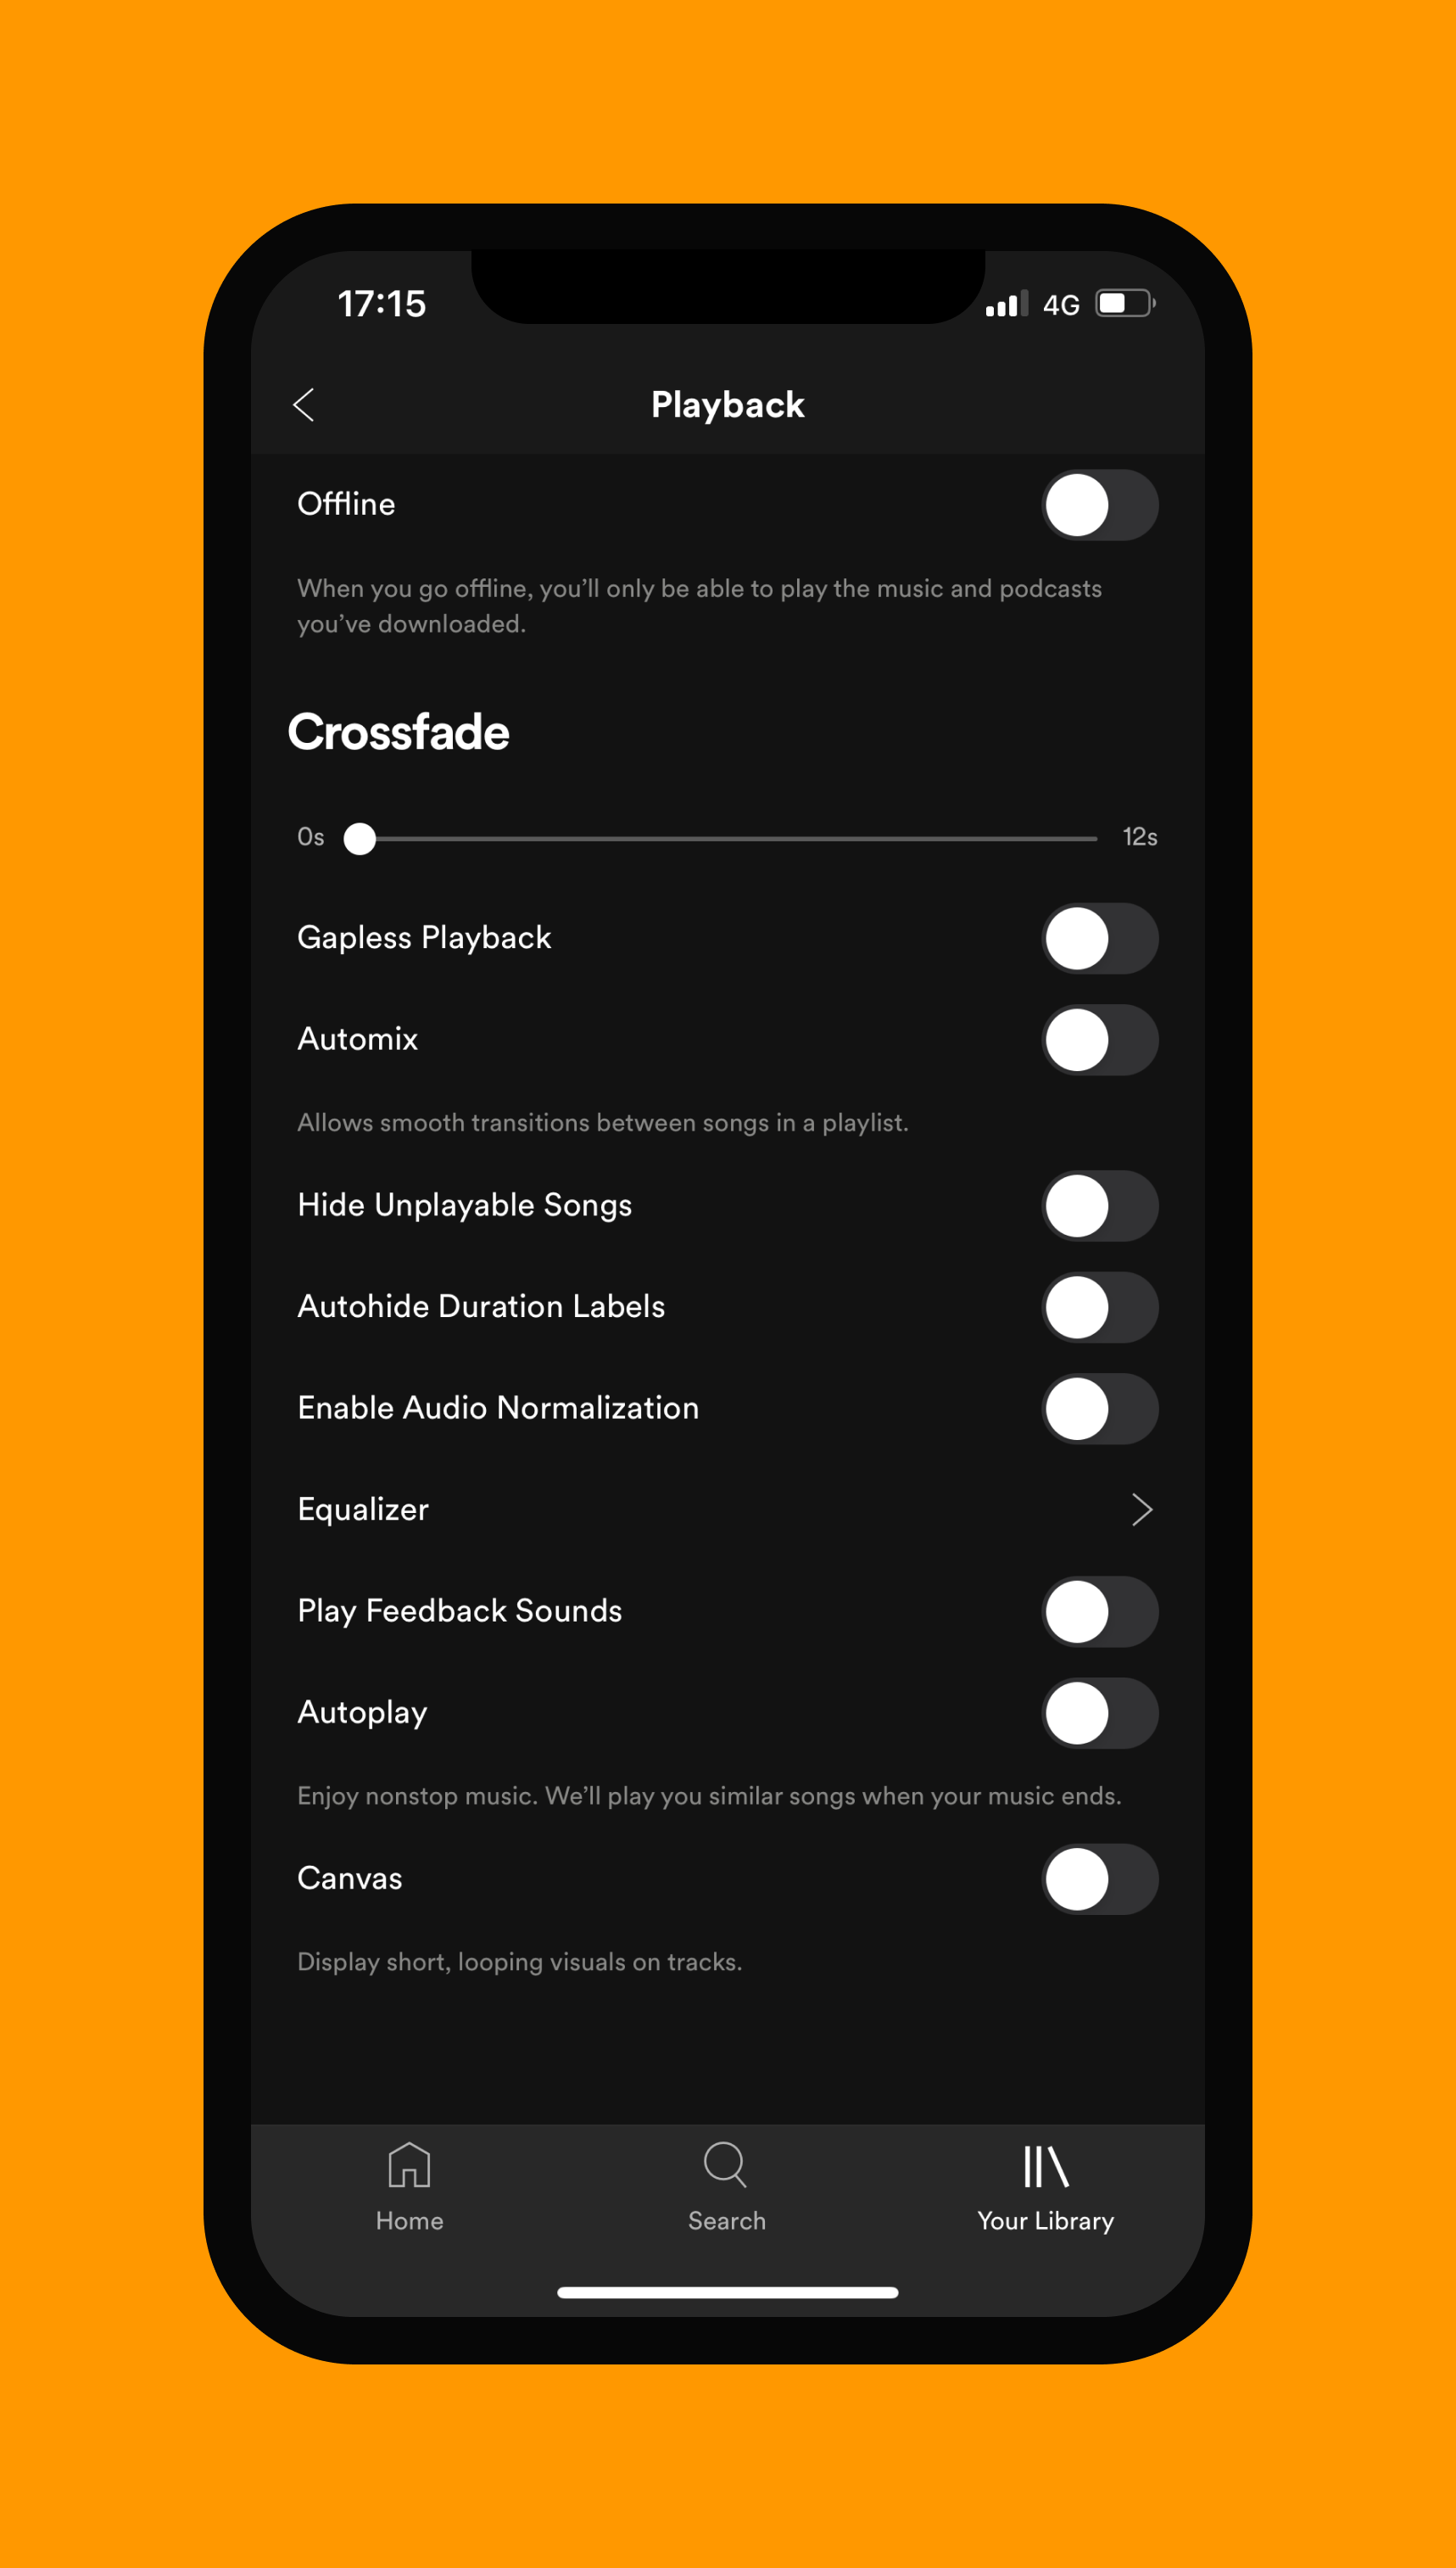 17:15
4G
Playback
Offline
When you go offline, you’ll only be able to play the music and podcasts
you’ve downloaded.
Crossfade
0s
12s
Gapless Playback
Automix
Allows smooth transitions between songs in a playlist.
Hide Unplayable Songs
Autohide Duration Labels
Enable Audio Normalization
Equalizer
Play Feedback Sounds
Autoplay
Enjoy nonstop music. We’ll play you similar songs when your music ends.
Canvas
Display short, looping visuals on tracks.
Home
Search
Your Library